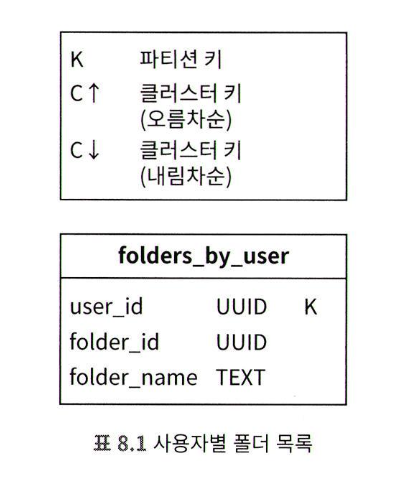 K 파티션 키
C↑ 클러스터 키
(오름차순)
C↓ 클러스터 키
(내림차순)
folders_by_user
user_id UUID K
folder_id UUID
folder_name TEXT
표 8.1 사용자별 폴더 목록